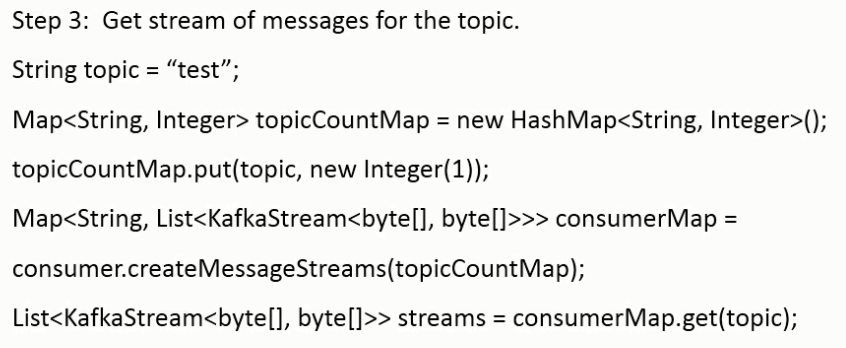 Step 3:  Get stream of messages for the topic.
String topic = “test”;
Map<String, Integer> topicCountMap = new HashMap<String, Integer>();
topicCountMap.put(topic, new Integer(1));
Map<String, List<KafkaStream<byte[], byte[]>>> consumerMap =
consumer.createMessageStreams(topicCountMap);
List<KafkaStream<byte[], byte[]>> streams = consumerMap.get(topic);